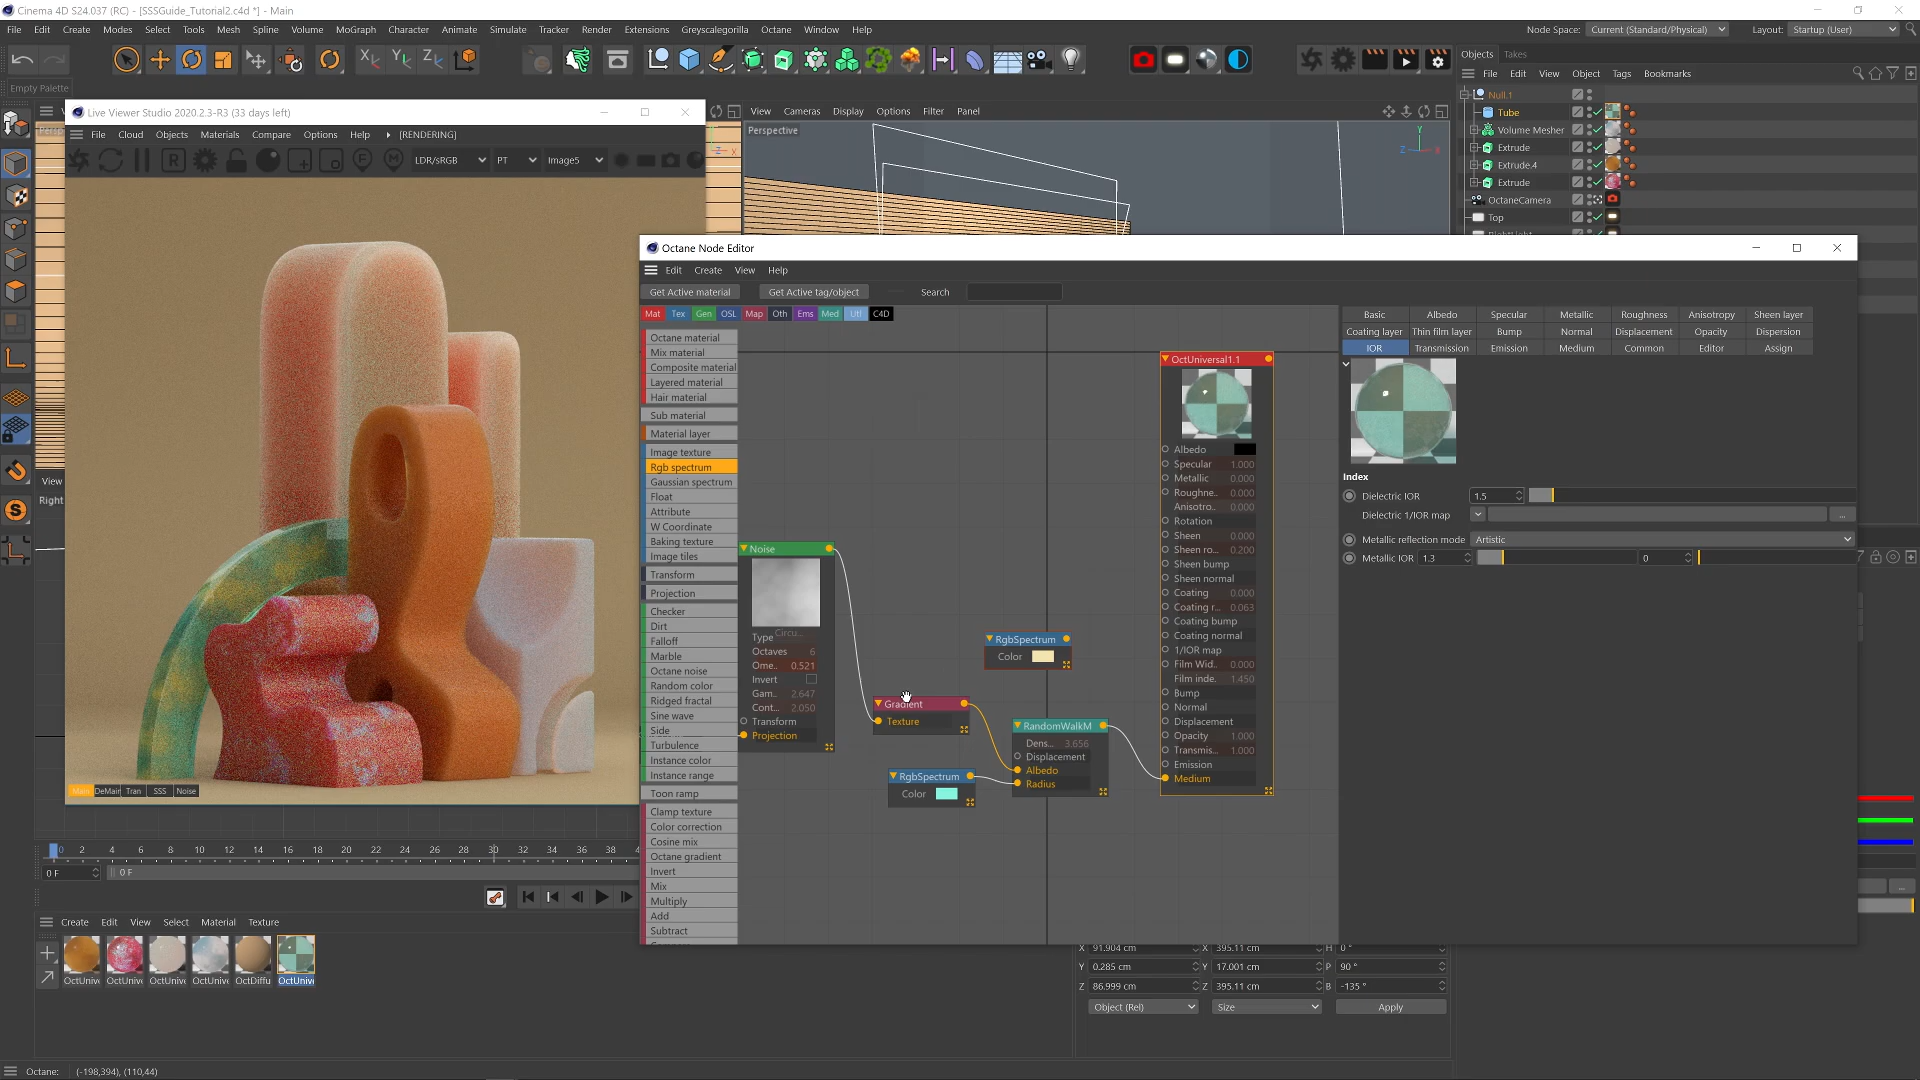 Cinema 4D S24.037 (RC) - [SSSGuide_Tutorial2.c4d *] - Main
File Edit Create Modes Select Tools Mesh Spline Volume MoGraph Character Animate Simulate Tracker Render Extensions Greyscalegorilla Octane Window Help
Node Space: Current (Standard/Physical) Layout: Startup (User)
Empty Palette
Objects Takes
File Edit View Object Tags Bookmarks
Null.1
Tube
Volume Mesher
Extrude
Extrude.4
Extrude
OctaneCamera
Top
Live Viewer Studio 2020.2.3-R3 (33 days left)
File Cloud Objects Materials Compare Options Help [RENDERING]
LDR/sRGB PT Image5
Main DeMain Tran SSS Noise
View Cameras Display Options Filter Panel
Perspective
View
Right
Octane Node Editor
Edit Create View Help
Get Active material Get Active tag/object Search
Mat Tex Gen OSL Map Oth Ems Med Utl C4D
Octane material
Mix material
Composite material
Layered material
Hair material
Sub material
Material layer
Image texture
Rgb spectrum
Gaussian spectrum
Float
Attribute
W Coordinate
Baking texture
Image tiles
Transform
Projection
Checker
Dirt
Falloff
Marble
Octane noise
Random color
Ridged fractal
Sine wave
Side
Turbulence
Instance color
Instance range
Toon ramp
Clamp texture
Color correction
Cosine mix
Octane gradient
Invert
Mix
Multiply
Add
Subtract
Noise
Type Circu...
Octaves 6
Ome.. 0.521
Invert
Gam.. 2.647
Cont... 2.050
Transform
Projection
Gradient
Texture
RgbSpectrum
Color
RgbSpectrum
Color
RandomWalkM
Dens... 3.656
Displacement
Albedo
Radius
OctUniversal1.1
Albedo
Specular 1.000
Metallic 0.000
Roughne.. 0.000
Anisotro.. 0.000
Rotation
Sheen 0.000
Sheen ro... 0.200
Sheen bump
Sheen normal
Coating 0.000
Coating r... 0.063
Coating bump
Coating normal
1/IOR map
Film Wid.. 0.000
Film inde. 1.450
Bump
Normal
Displacement
Opacity 1.000
Transmis... 1.000
Emission
Medium
Basic Albedo Specular Metallic Roughness Anisotropy Sheen layer
Coating layer Thin film layer Bump Normal Displacement Opacity Dispersion
IOR Transmission Emission Medium Common Editor Assign
Index
Dielectric IOR 1.5
Dielectric 1/IOR map ...
Metallic reflection mode Artistic
Metallic IOR 1.3 0
0 2 4 6 8 10 12 14 16 18 20 22 24 26 28 30 32 34 36 38
0 F 0 F
Create Edit View Select Material Texture
OctUnive OctUnive OctUnive OctUnive OctDiffu OctUnive
X 91.904 cm X 395.11 cm H 0 °
Y 0.285 cm Y 17.001 cm P 90 °
Z 86.999 cm Z 395.11 cm B -135 °
Object (Rel) Size Apply
Octane: (-198,394), (110,44)